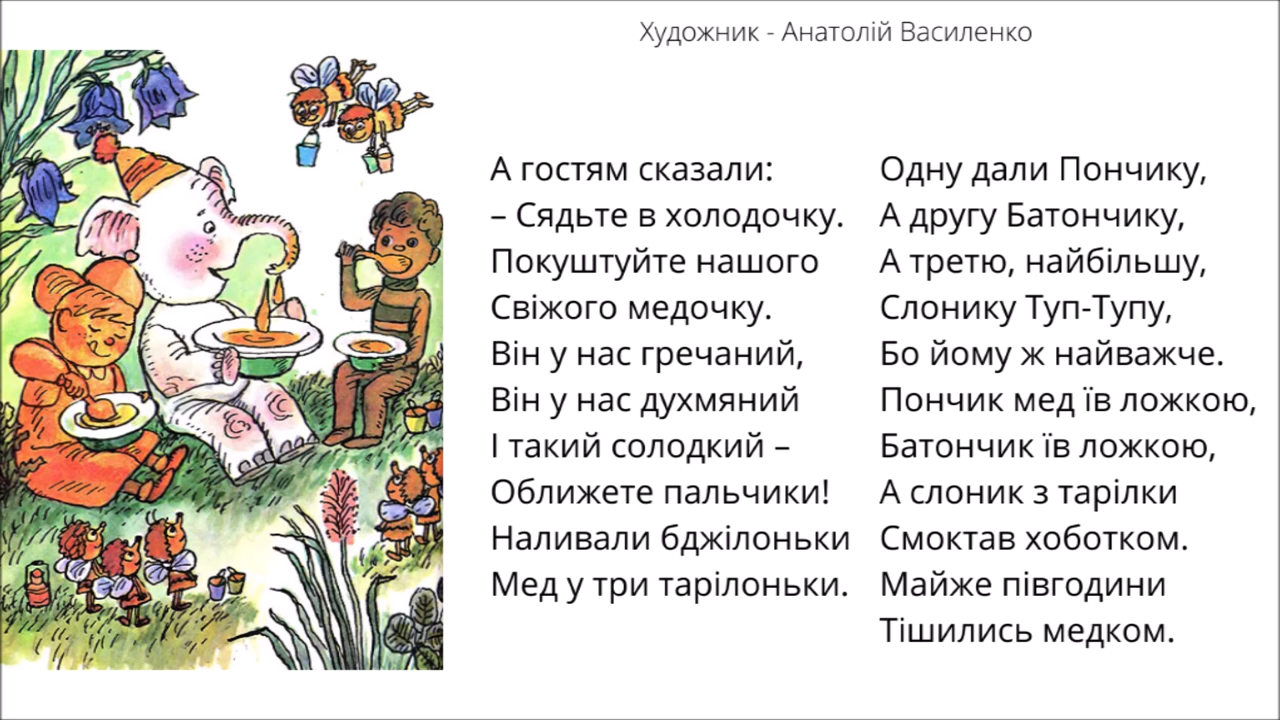 Художник - Анатолій Василенко
А гостям сказали:
– Сядьте в холодочку.
Покуштуйте нашого
Свіжого медочку.
Він у нас гречаний,
Він у нас духмяний
І такий солодкий –
Оближете пальчики!
Наливали бджілоньки
Мед у три тарілоньки.
Одну дали Пончику,
А другу Батончику,
А третю, найбільшу,
Слонику Туп-Тупу,
Бо йому ж найважче.
Пончик мед їв ложкою,
Батончик їв ложкою,
А слоник з тарілки
Смоктав хоботком.
Майже півгодини
Тішились медком.